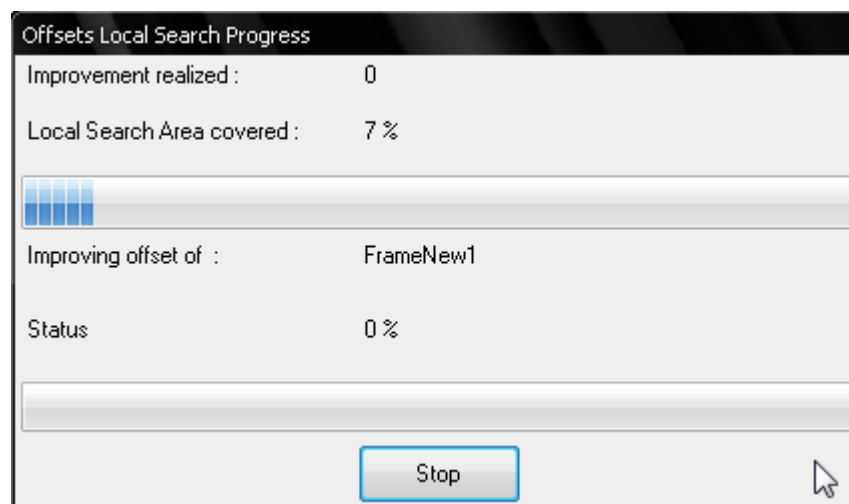 Offsets Local Search Progress
Improvement realized : 0
Local Search Area covered : 7 %
Improving offset of : FrameNew1
Status 0 %
Stop